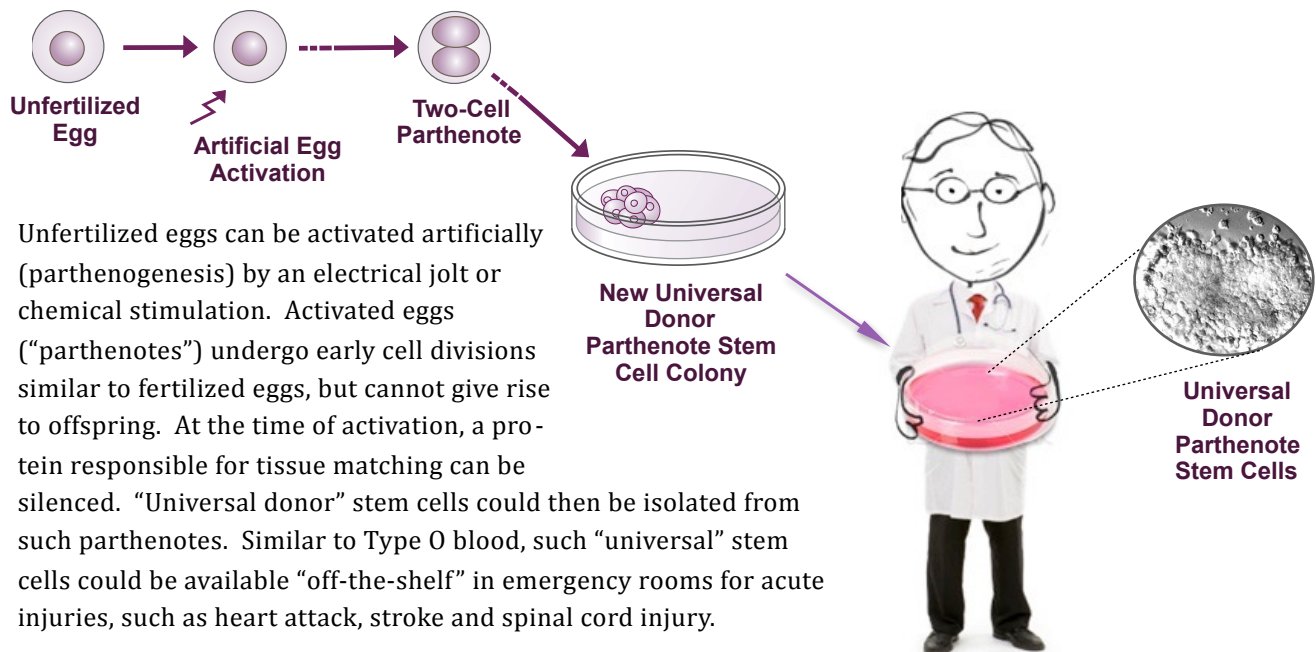 Unfertilized
Egg
Artificial Egg
Activation
Two-Cell
Parthenote
New Universal
Donor
Parthenote Stem
Cell Colony
Universal
Donor
Parthenote
Stem Cells
Unfertilized eggs can be activated artificially
(parthenogenesis) by an electrical jolt or
chemical stimulation.  Activated eggs
(“parthenotes”) undergo early cell divisions
similar to fertilized eggs, but cannot give rise
to offspring.  At the time of activation, a pro-
tein responsible for tissue matching can be
silenced.  “Universal donor” stem cells could then be isolated from
such parthenotes.  Similar to Type O blood, such “universal” stem
cells could be available “off-the-shelf” in emergency rooms for acute
injuries, such as heart attack, stroke and spinal cord injury.